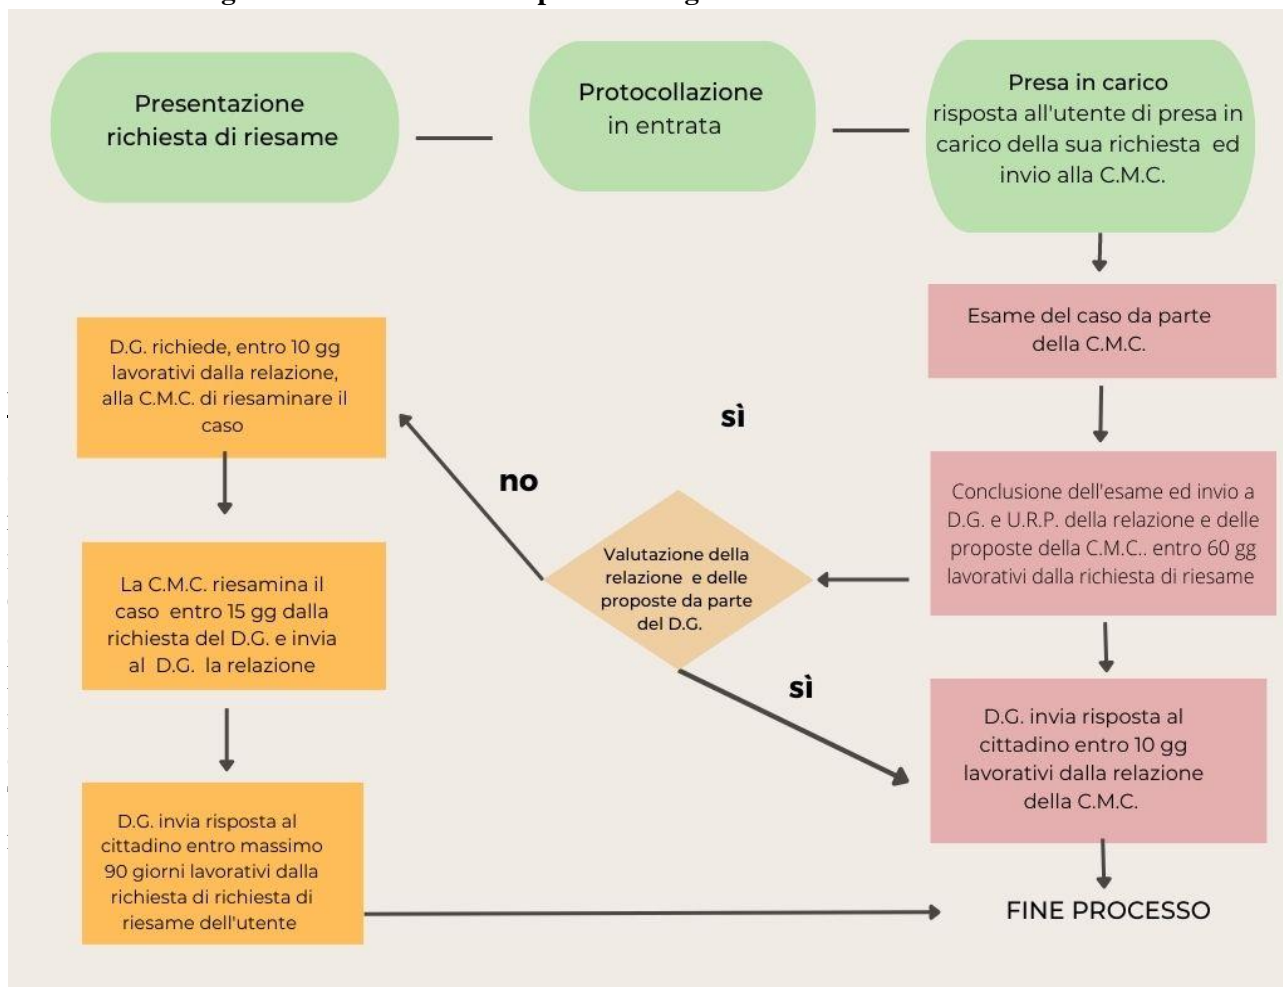 Presentazione
richiesta di riesame
Protocollazione
in entrata
Presa in carico
risposta all'utente di presa in
carico della sua richiesta ed
invio alla C.M.C.
Esame del caso da parte
della C.M.C.
Conclusione dell'esame ed invio a
D.G. e U.R.P. della relazione e delle
proposte della C.M.C.. entro 60 gg
lavorativi dalla richiesta di riesame
sì
Valutazione della
relazione e delle
proposte da parte
del D.G.
no
sì
D.G. richiede, entro 10 gg
lavorativi dalla relazione,
alla C.M.C. di riesaminare il
caso
La C.M.C. riesamina il
caso entro 15 gg dalla
richiesta del D.G. e invia
al D.G. la relazione
D.G. invia risposta al
cittadino entro massimo
90 giorni lavorativi dalla
richiesta di richiesta di
riesame dell'utente
D.G. invia risposta al
cittadino entro 10 gg
lavorativi dalla relazione
della C.M.C.
FINE PROCESSO